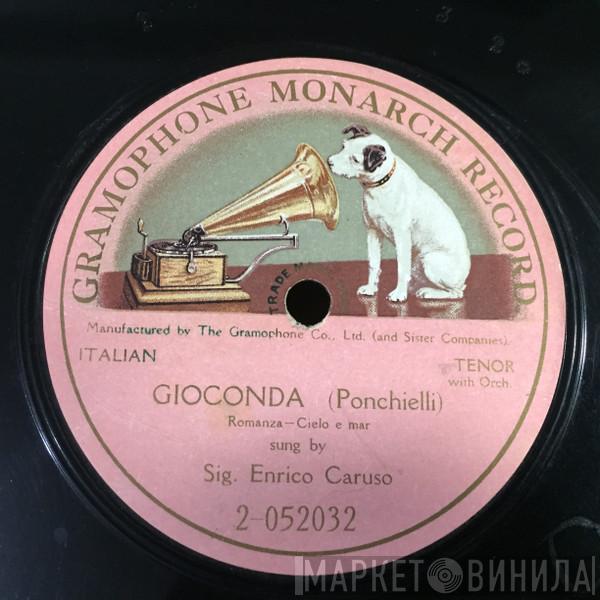 GRAMOPHONE MONARCH RECORD
TRADE M
Manufactured by The Gramophone Co., Ltd. (and Sister Companies).
ITALIAN
TENOR
with Orch.
GIOCONDA (Ponchielli)
Romanza—Cielo e mar
sung by
Sig. Enrico Caruso
2-052032
МАРКЕТ ВИНИЛА